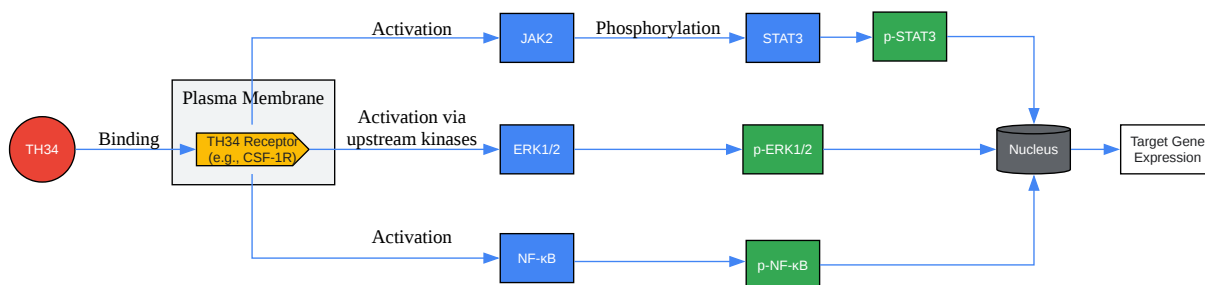 Activation
JAK2
Phosphorylation
STAT3
p-STAT3
Plasma Membrane
TH34
Binding
TH34 Receptor
(e.g., CSF-1R)
Activation via
upstream kinases
ERK1/2
p-ERK1/2
Nucleus
Target Gene
Expression
Activation
NF-κB
p-NF-κB